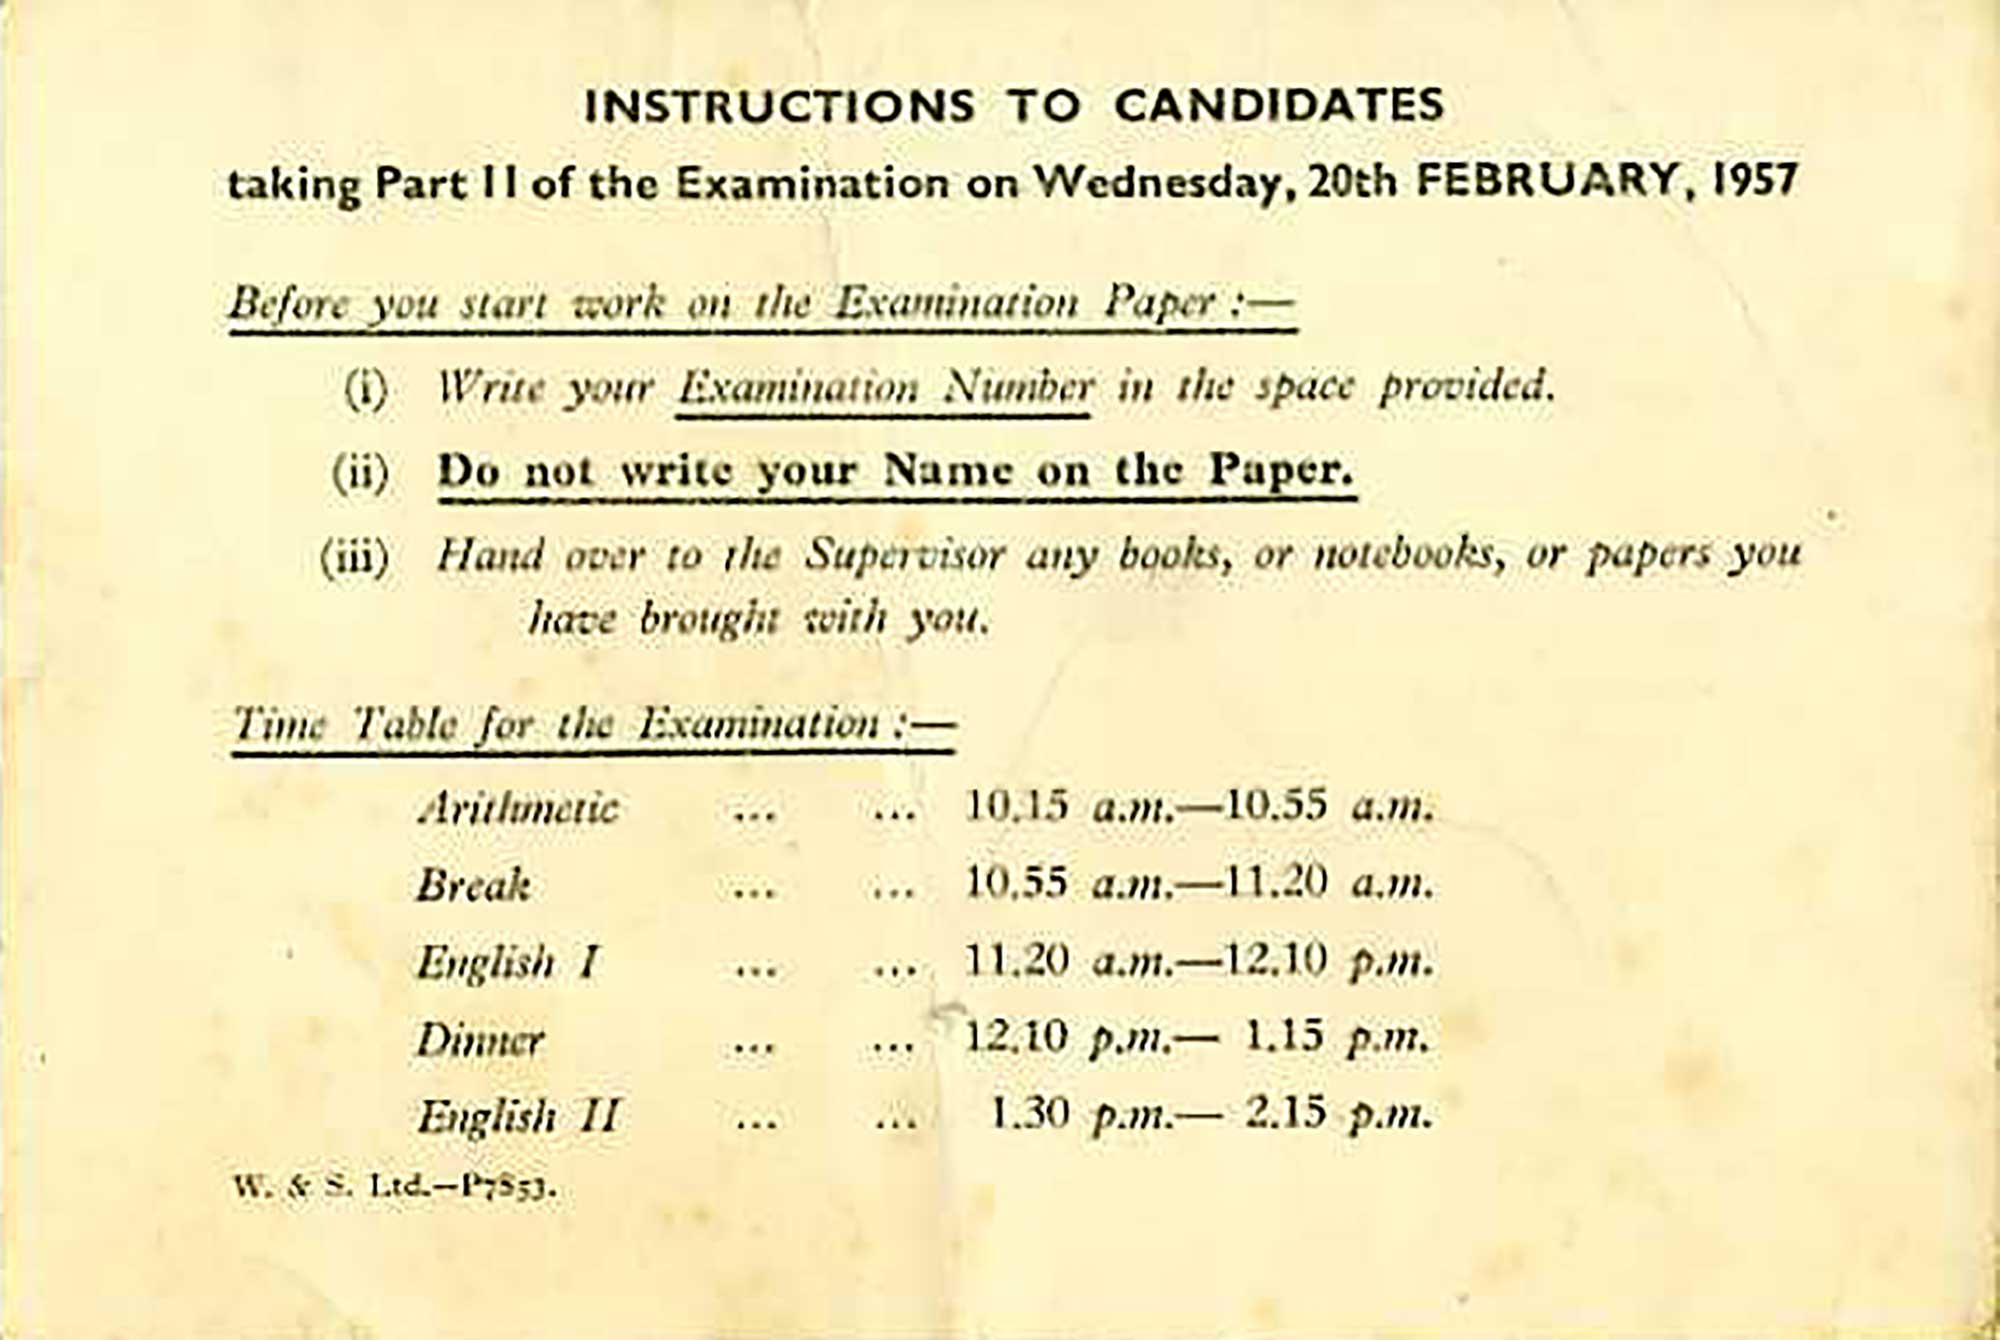 INSTRUCTIONS TO CANDIDATES
taking Part II of the Examination on Wednesday, 20th FEBRUARY, 1957
Before you start work on the Examination Paper :—
(i) Write your Examination Number in the space provided.
(ii) Do not write your Name on the Paper.
(iii) Hand over to the Supervisor any books, or notebooks, or papers you
have brought with you.
Time Table for the Examination :—
Arithmetic ... ... 10.15 a.m.—10.55 a.m.
Break ... ... 10.55 a.m.—11.20 a.m.
English I ... ... 11.20 a.m.—12.10 p.m.
Dinner ... ... 12.10 p.m.— 1.15 p.m.
English II ... ... 1.30 p.m.— 2.15 p.m.
W. & S. Ltd.—P7853.